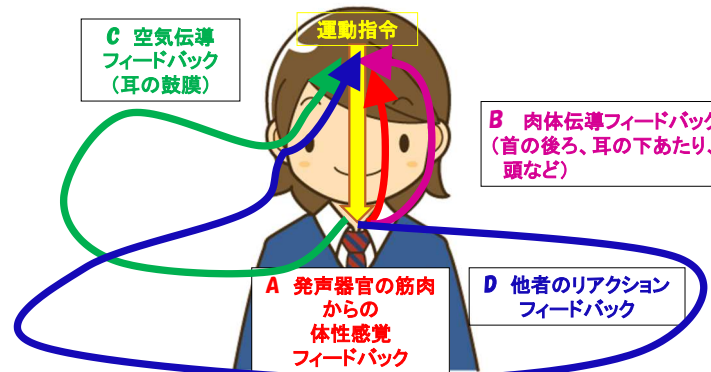 運動指令
C 空気伝導
フィードバック
（耳の鼓膜）
B 肉体伝導フィードバック
（首の後ろ、耳の下あたり、
頭など）
A 発声器官の筋肉
からの
体性感覚
フィードバック
D 他者のリアクション
フィードバック